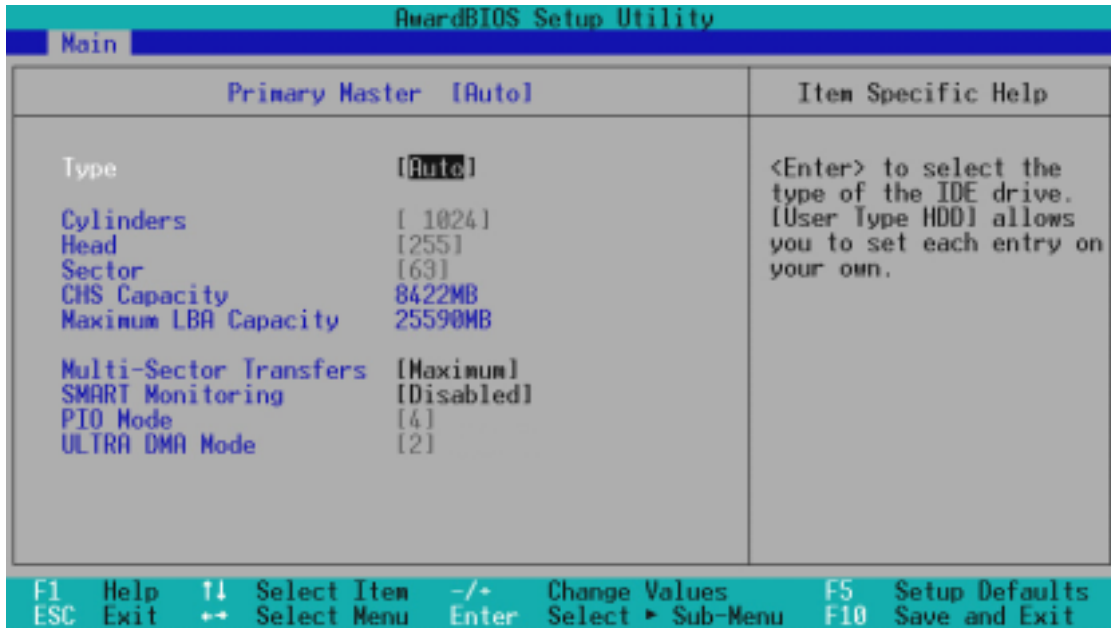 AwardBIOS Setup Utility
Main
Primary Master [Auto]
Item Specific Help
Type [Auto]
Cylinders [ 1024]
Head [255]
Sector [63]
CHS Capacity 8422MB
Maximum LBA Capacity 25590MB
Multi-Sector Transfers [Maximum]
SMART Monitoring [Disabled]
PIO Mode [4]
ULTRA DMA Mode [2]
<Enter> to select the
type of the IDE drive.
[User Type HDD] allows
you to set each entry on
your own.
F1 Help ↑↓ Select Item -/+ Change Values F5 Setup Defaults
ESC Exit ←→ Select Menu Enter Select ► Sub-Menu F10 Save and Exit